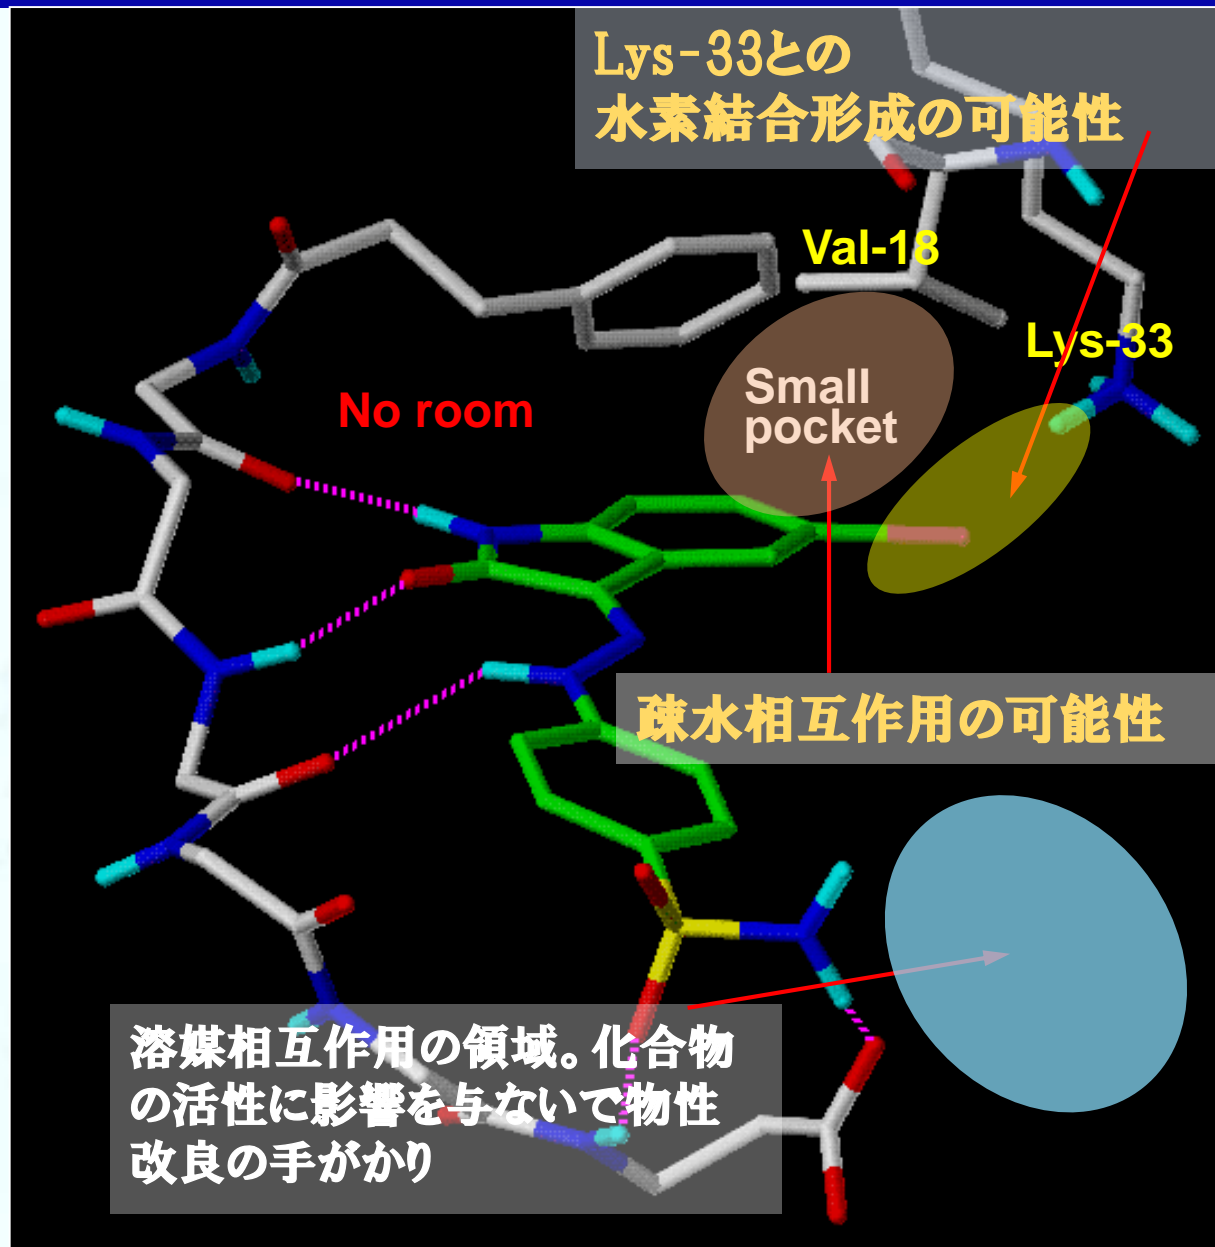 Lys-33との
水素結合形成の可能性
Val-18
Lys-33
Small
pocket
No room
疎水相互作用の可能性
溶媒相互作用の領域。化合物
の活性に影響を与ないで物性
改良の手がかり